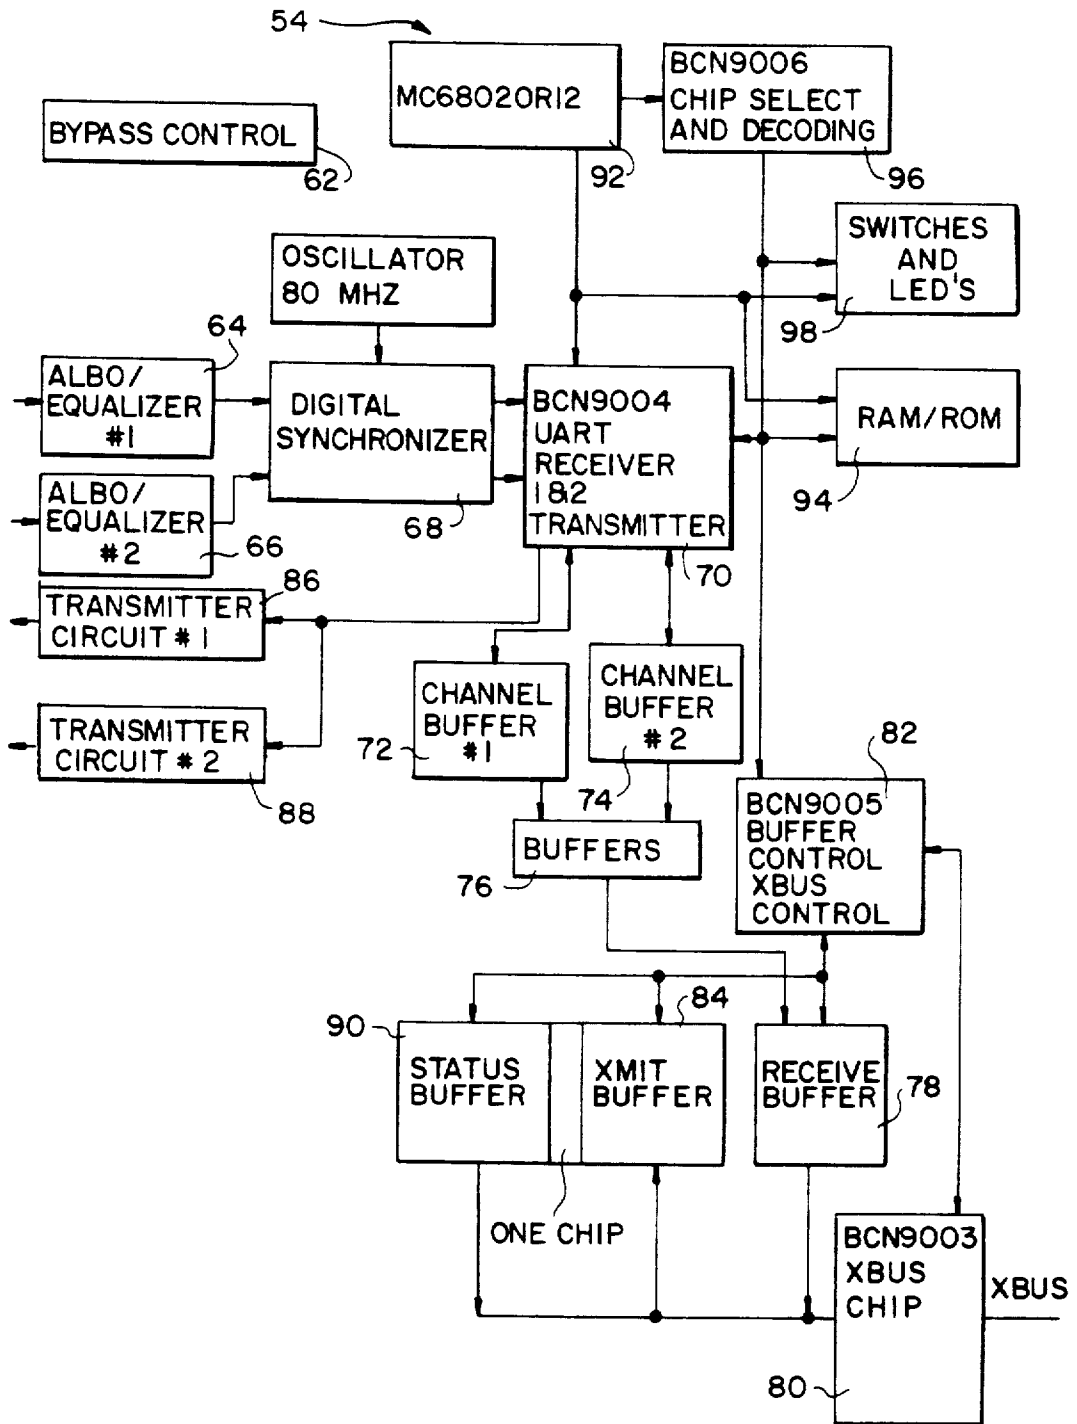 54
MC68020R12
92
BCN9006
CHIP SELECT
AND DECODING
96
BYPASS CONTROL
62
SWITCHES
AND
LED'S
98
OSCILLATOR
80 MHZ
64
ALBO/
EQUALIZER
#1
DIGITAL
SYNCHRONIZER
68
BCN9004
UART
RECEIVER
1&2
TRANSMITTER
70
RAM/ROM
94
ALBO/
EQUALIZER
#2
66
86
TRANSMITTER
CIRCUIT #1
TRANSMITTER
CIRCUIT #2
88
CHANNEL
BUFFER
#1
72
CHANNEL
BUFFER
#2
74
BUFFERS
76
82
BCN9005
BUFFER
CONTROL
XBUS
CONTROL
90
STATUS
BUFFER
84
XMIT
BUFFER
RECEIVE
BUFFER
78
ONE CHIP
BCN9003
XBUS
CHIP
80
XBUS